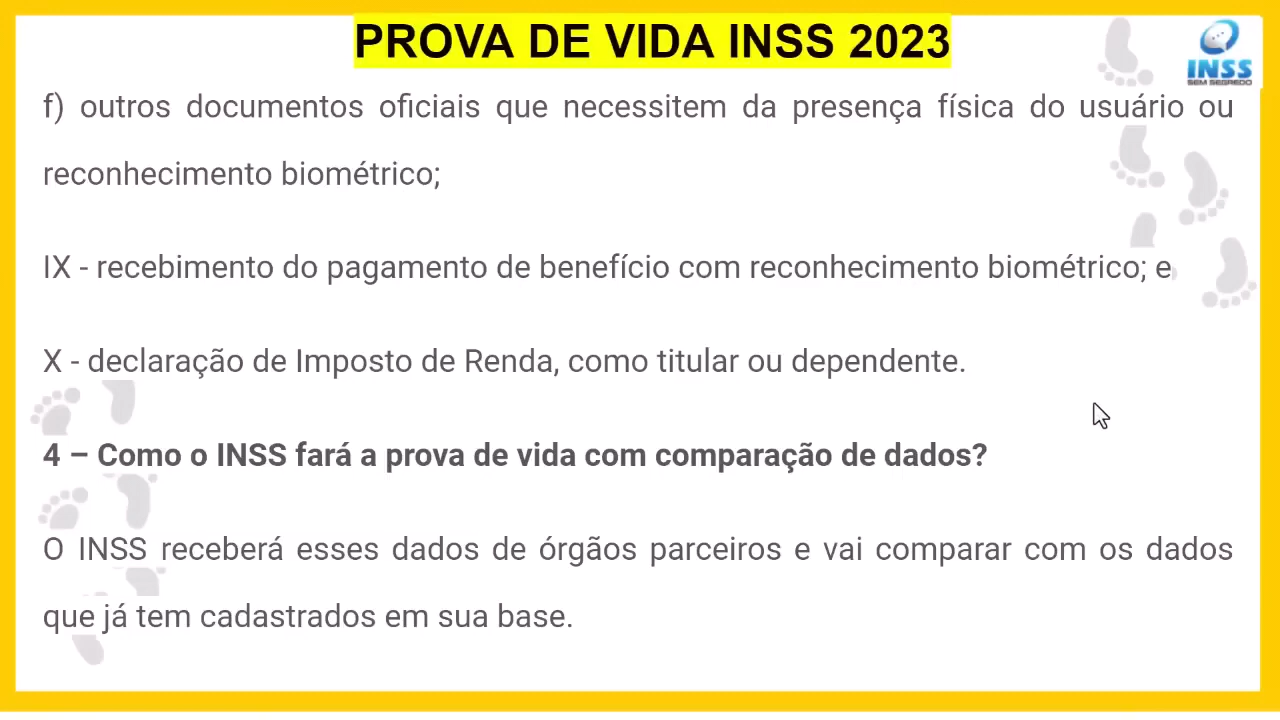 PROVA DE VIDA INSS 2023
INSS
SEM SEGREDO
f) outros documentos oficiais que necessitem da presença física do usuário ou
reconhecimento biométrico;
IX - recebimento do pagamento de benefício com reconhecimento biométrico; e
X - declaração de Imposto de Renda, como titular ou dependente.
4 – Como o INSS fará a prova de vida com comparação de dados?
O INSS receberá esses dados de órgãos parceiros e vai comparar com os dados
que já tem cadastrados em sua base.